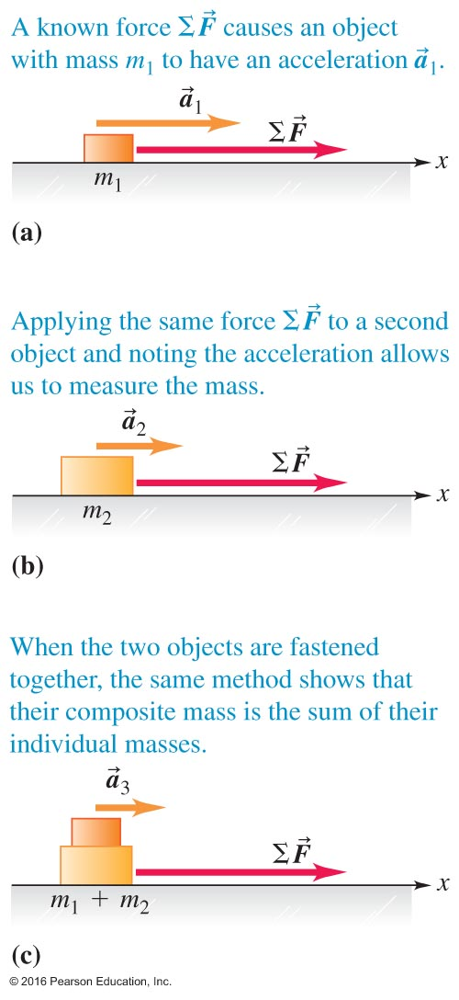 A known force Σ𝐹⃗ causes an object
with mass m₁ to have an acceleration a⃗₁.
a⃗₁
ΣF⃗
x
m₁
(a)
Applying the same force ΣF⃗ to a second
object and noting the acceleration allows
us to measure the mass.
a⃗₂
ΣF⃗
x
m₂
(b)
When the two objects are fastened
together, the same method shows that
their composite mass is the sum of their
individual masses.
a⃗₃
ΣF⃗
x
m₁ + m₂
(c)
© 2016 Pearson Education, Inc.